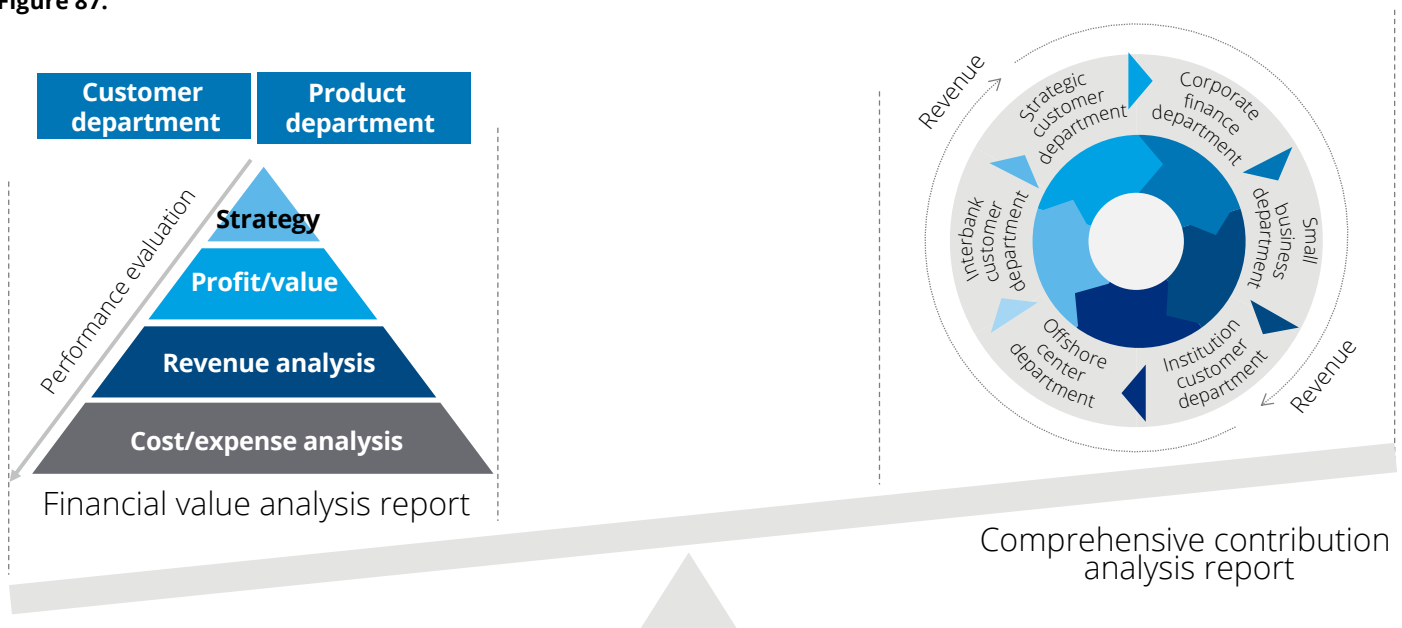 Figure 87.
Customer
department
Product
department
Performance evaluation
Strategy
Profit/value
Revenue analysis
Cost/expense analysis
Financial value analysis report
Revenue
Strategic
customer
department
Corporate
finance
department
Small
business
department
Institution
customer
department
Offshore
center
department
Interbank
customer
department
Revenue
Comprehensive contribution
analysis report